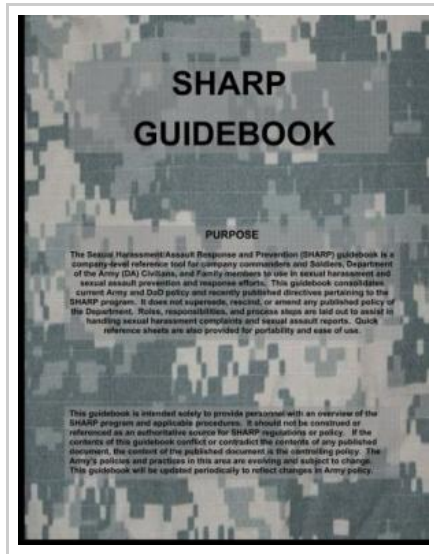 SHARP
GUIDEBOOK
PURPOSE
The Sexual Harassment/Assault Response and Prevention (SHARP) guidebook is a
company-level reference tool for company commanders and Soldiers, Department
of the Army (DA) Civilians, and Family members to use in sexual harassment and
sexual assault prevention and response efforts. This guidebook consolidates
current Army and DoD policy and recently published directives pertaining to the
SHARP program. It does not supersede, rescind, or amend any published policy of
the Department. Roles, responsibilities, and process steps are laid out to assist in
handling sexual harassment complaints and sexual assault reports. Quick
reference sheets are also provided for portability and ease of use.
This guidebook is intended solely to provide personnel with an overview of the
SHARP program and applicable procedures. It should not be construed or
referenced as an authoritative source for SHARP regulations or policy. If the
contents of this guidebook conflict or contradict the contents of any published
document, the content of the published document is the controlling policy. The
Army's policies and practices in this area are evolving and subject to change.
This guidebook will be updated periodically to reflect changes in Army policy.